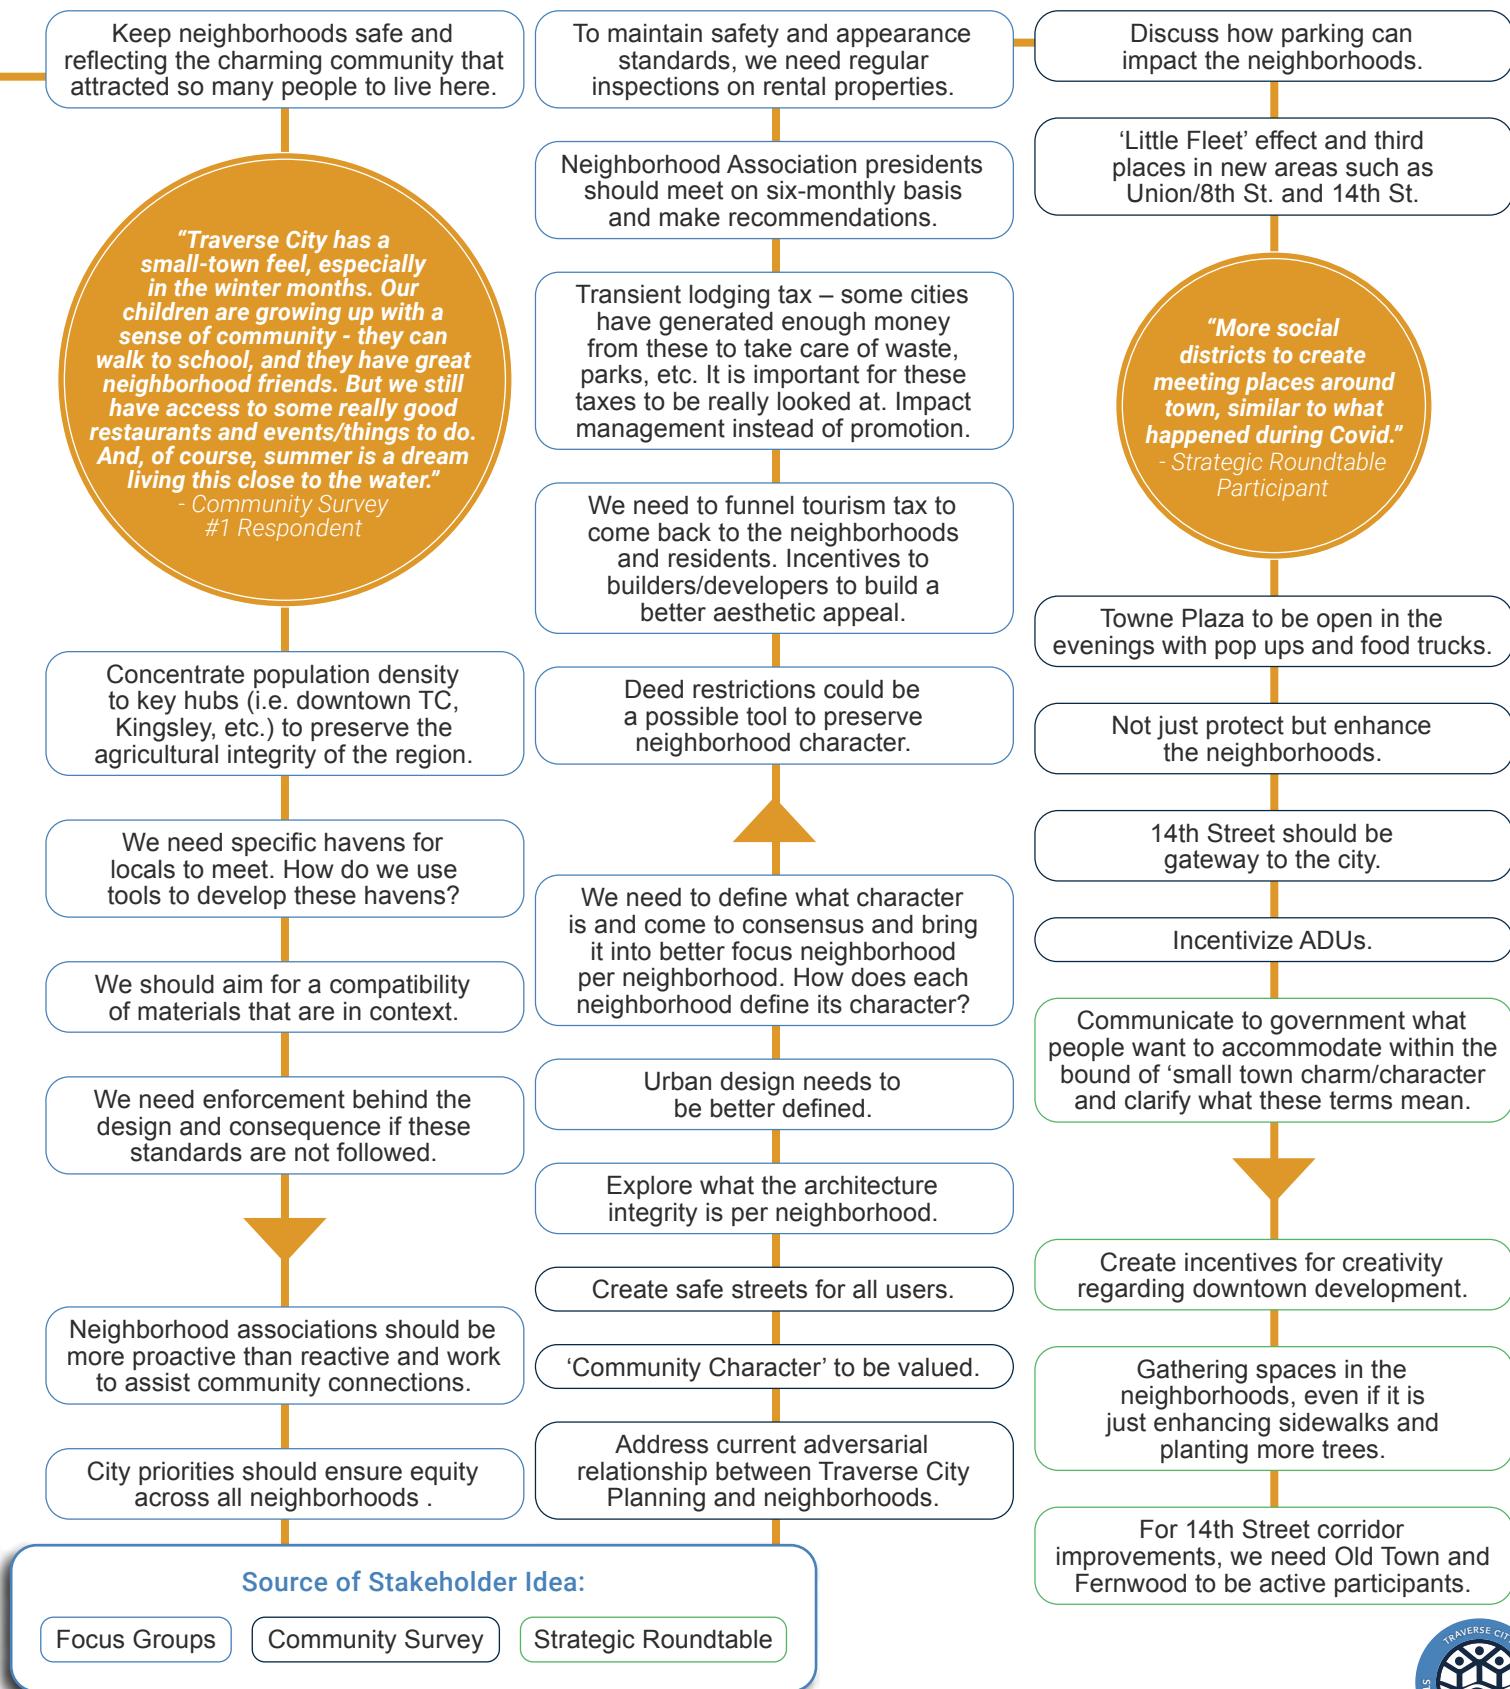 Keep neighborhoods safe and
reflecting the charming community that
attracted so many people to live here.
“Traverse City has a
small-town feel, especially
in the winter months. Our
children are growing up with a
sense of community - they can
walk to school, and they have great
neighborhood friends. But we still
have access to some really good
restaurants and events/things to do.
And, of course, summer is a dream
living this close to the water.”
- Community Survey
#1 Respondent
Concentrate population density
to key hubs (i.e. downtown TC,
Kingsley, etc.) to preserve the
agricultural integrity of the region.
We need specific havens for
locals to meet. How do we use
tools to develop these havens?
We should aim for a compatibility
of materials that are in context.
We need enforcement behind the
design and consequence if these
standards are not followed.
Neighborhood associations should be
more proactive than reactive and work
to assist community connections.
City priorities should ensure equity
across all neighborhoods .
To maintain safety and appearance
standards, we need regular
inspections on rental properties.
Neighborhood Association presidents
should meet on six-monthly basis
and make recommendations.
Transient lodging tax – some cities
have generated enough money
from these to take care of waste,
parks, etc. It is important for these
taxes to be really looked at. Impact
management instead of promotion.
We need to funnel tourism tax to
come back to the neighborhoods
and residents. Incentives to
builders/developers to build a
better aesthetic appeal.
Deed restrictions could be
a possible tool to preserve
neighborhood character.
We need to define what character
is and come to consensus and bring
it into better focus neighborhood
per neighborhood. How does each
neighborhood define its character?
Urban design needs to
be better defined.
Explore what the architecture
integrity is per neighborhood.
Create safe streets for all users.
‘Community Character’ to be valued.
Address current adversarial
relationship between Traverse City
Planning and neighborhoods.
Discuss how parking can
impact the neighborhoods.
‘Little Fleet’ effect and third
places in new areas such as
Union/8th St. and 14th St.
“More social
districts to create
meeting places around
town, similar to what
happened during Covid.”
- Strategic Roundtable
Participant
Towne Plaza to be open in the
evenings with pop ups and food trucks.
Not just protect but enhance
the neighborhoods.
14th Street should be
gateway to the city.
Incentivize ADUs.
Communicate to government what
people want to accommodate within the
bound of ‘small town charm/character
and clarify what these terms mean.
Create incentives for creativity
regarding downtown development.
Gathering spaces in the
neighborhoods, even if it is
just enhancing sidewalks and
planting more trees.
For 14th Street corridor
improvements, we need Old Town and
Fernwood to be active participants.
Source of Stakeholder Idea:
Focus Groups
Community Survey
Strategic Roundtable
TRAVERSE